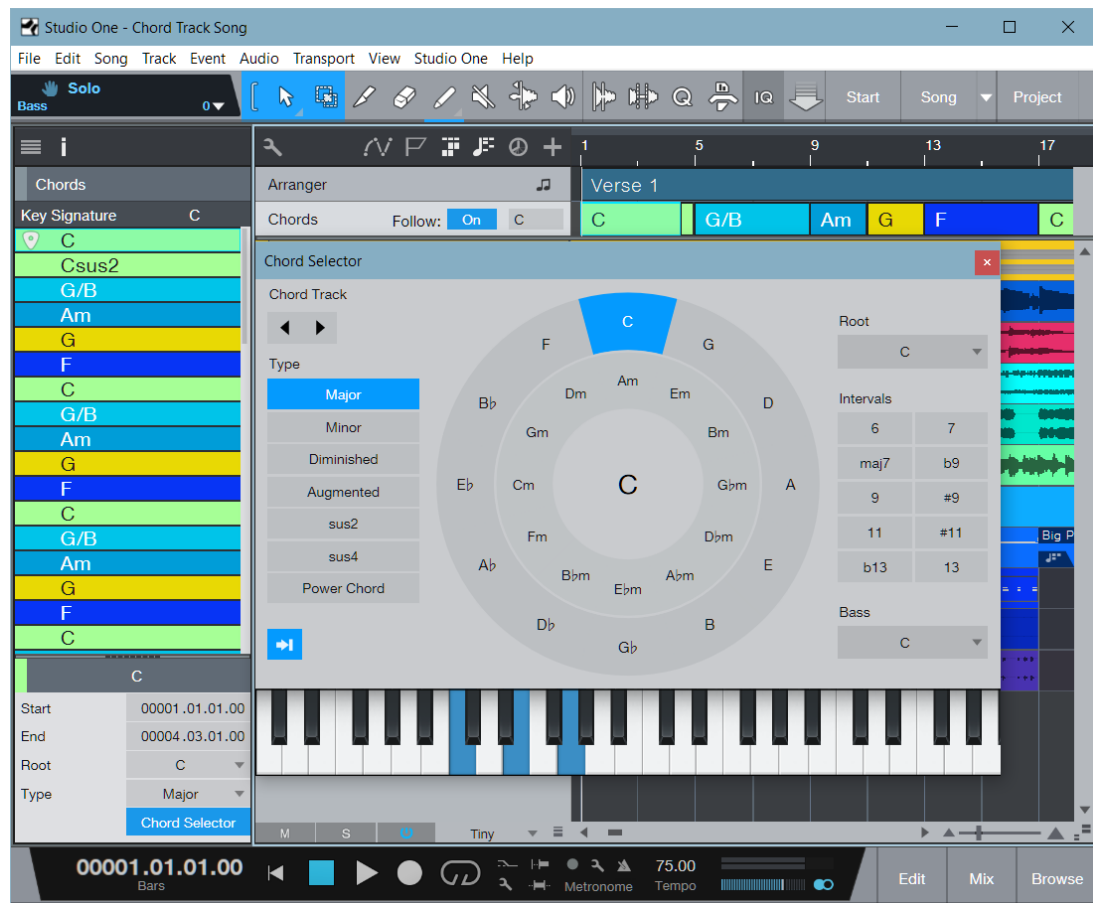 Studio One - Chord Track Song
File Edit Song Track Event Audio Transport View Studio One Help
Solo
Bass 0
IQ Start Song Project
i
1 5 9 13 17
Chords
Arranger
Verse 1
Key Signature C
Chords Follow: On C
C G/B Am G F C
C
Csus2
G/B
Am
G
F
C
G/B
Am
G
F
C
G/B
Am
G
F
C
Chord Selector
Chord Track
Type
Major
Minor
Diminished
Augmented
sus2
sus4
Power Chord
C
F G
B♭ D
E♭ A
A♭ E
D♭ B
G♭
Am
Dm Em
Gm Bm
Cm G♭m
Fm D♭m
B♭m A♭m
E♭m
C
Root
C
Intervals
6 7
maj7 b9
9 #9
11 #11
b13 13
Bass
C
Big P
C
Start 00001.01.01.00
End 00004.03.01.00
Root C
Type Major
Chord Selector
M S Tiny
00001.01.01.00
Bars
Metronome
75.00
Tempo
Edit Mix Browse